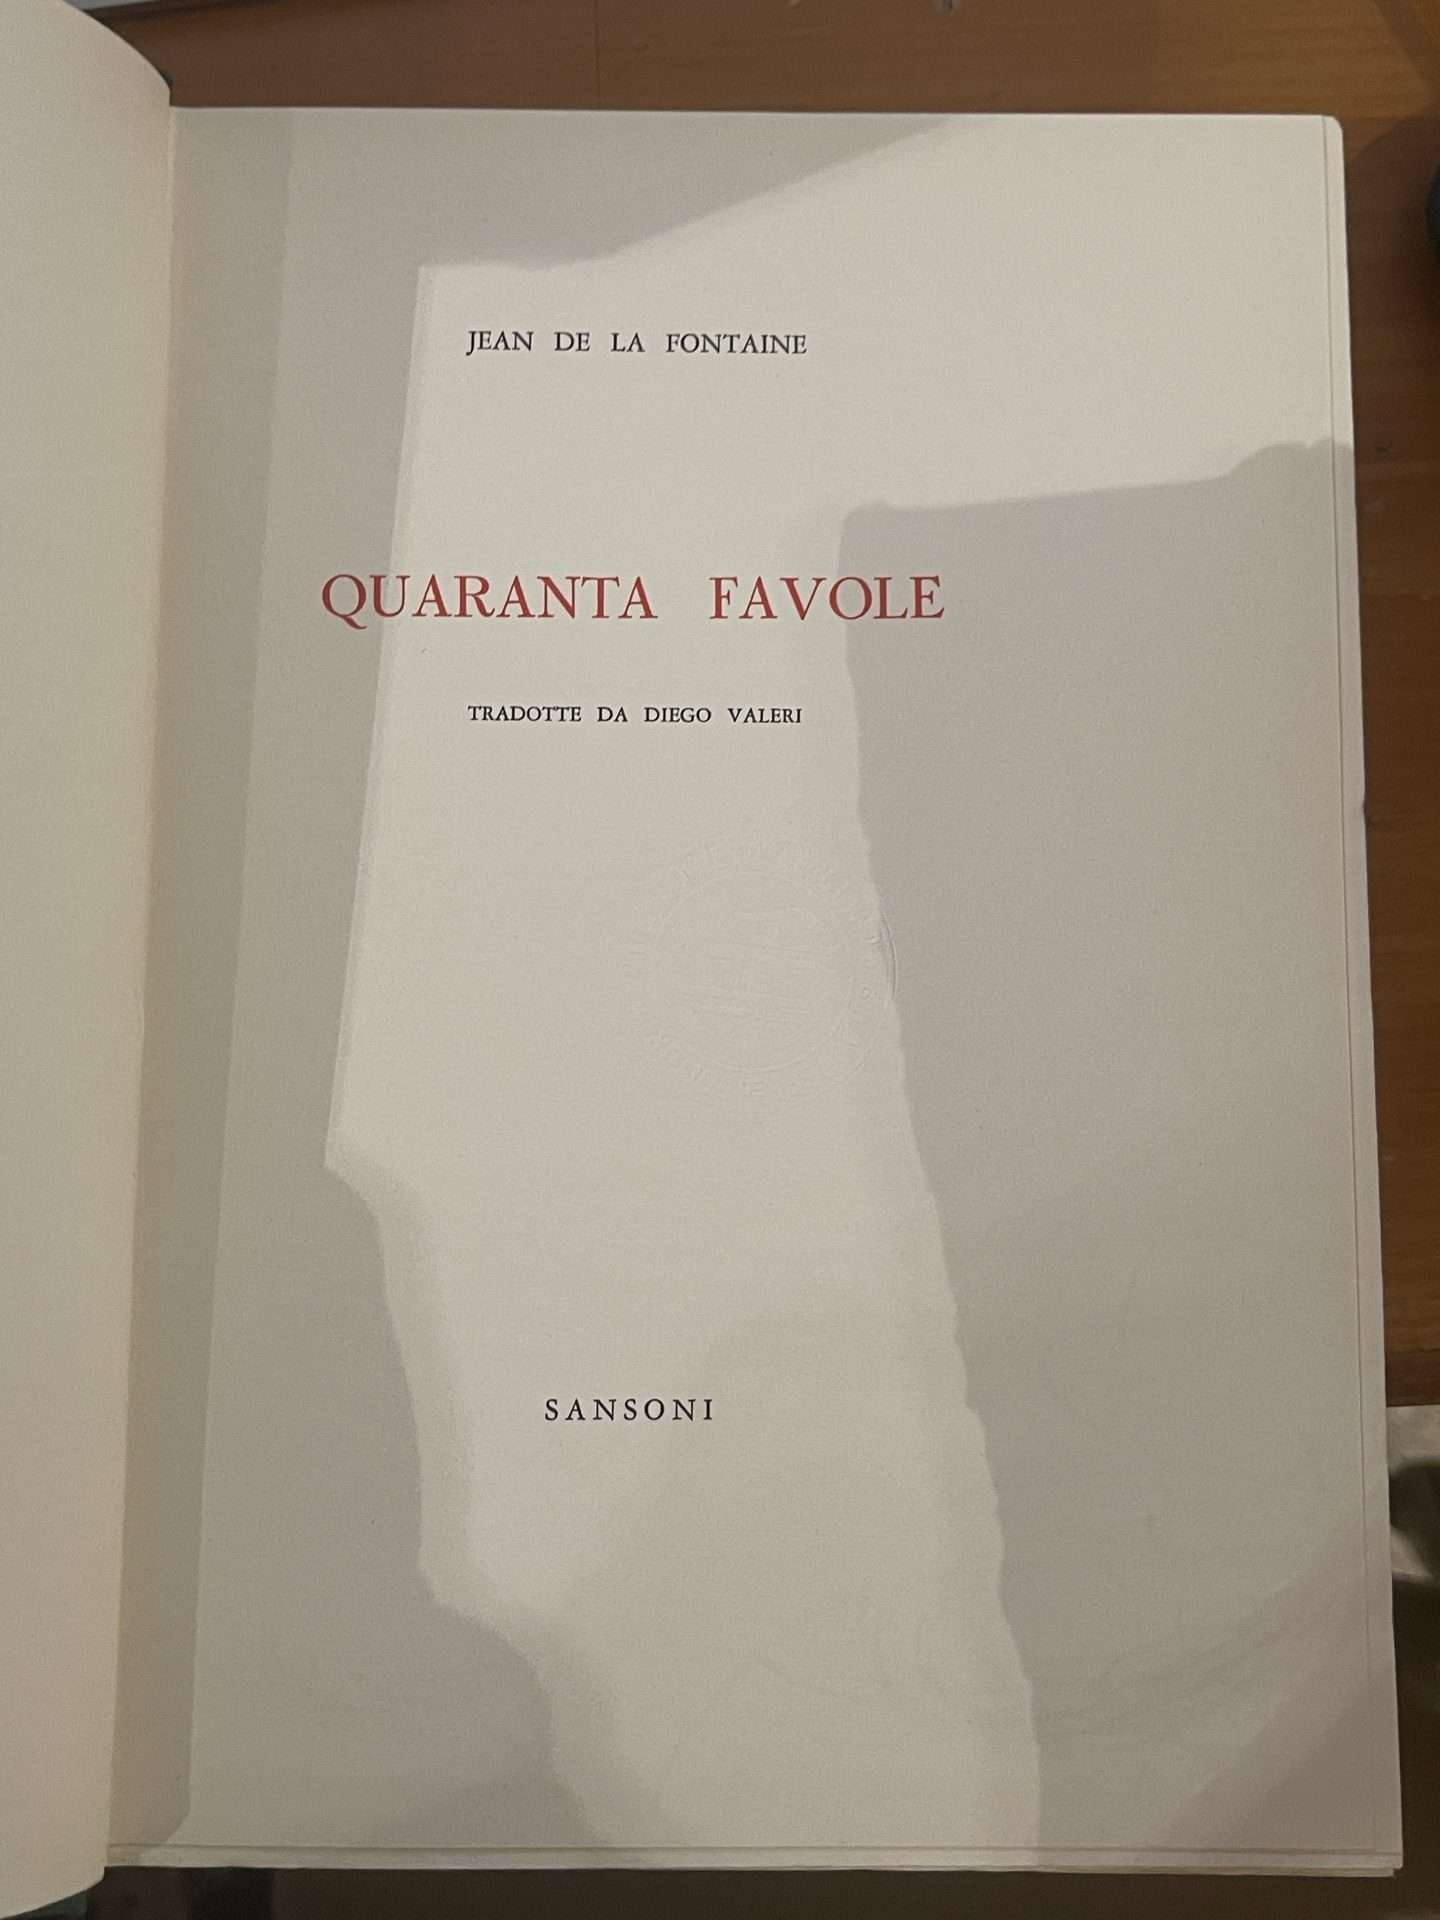 JEAN DE LA FONTAINE
QUARANTA FAVOLE
TRADOTTE DA DIEGO VALERI
SANSONI